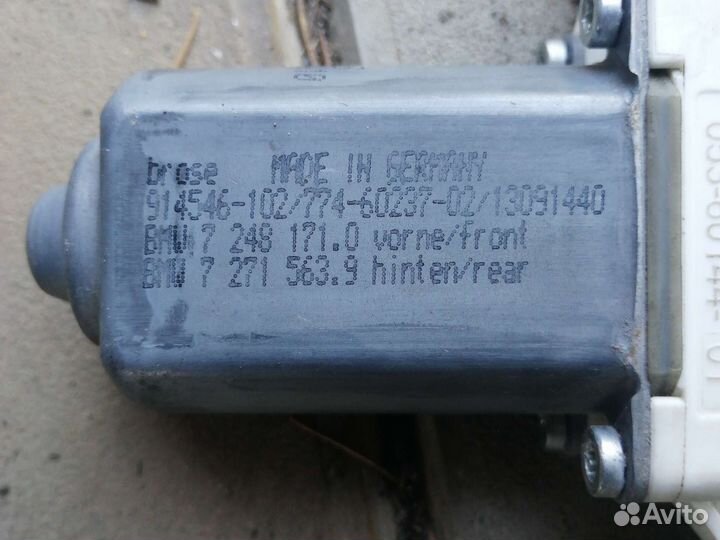 brose MADE IN GERMANY
914546-102/774-60237-02/13091440
BMW 7 248 171.0 vorne/front
BMW 7 271 563.9 hinten/rear
Avito